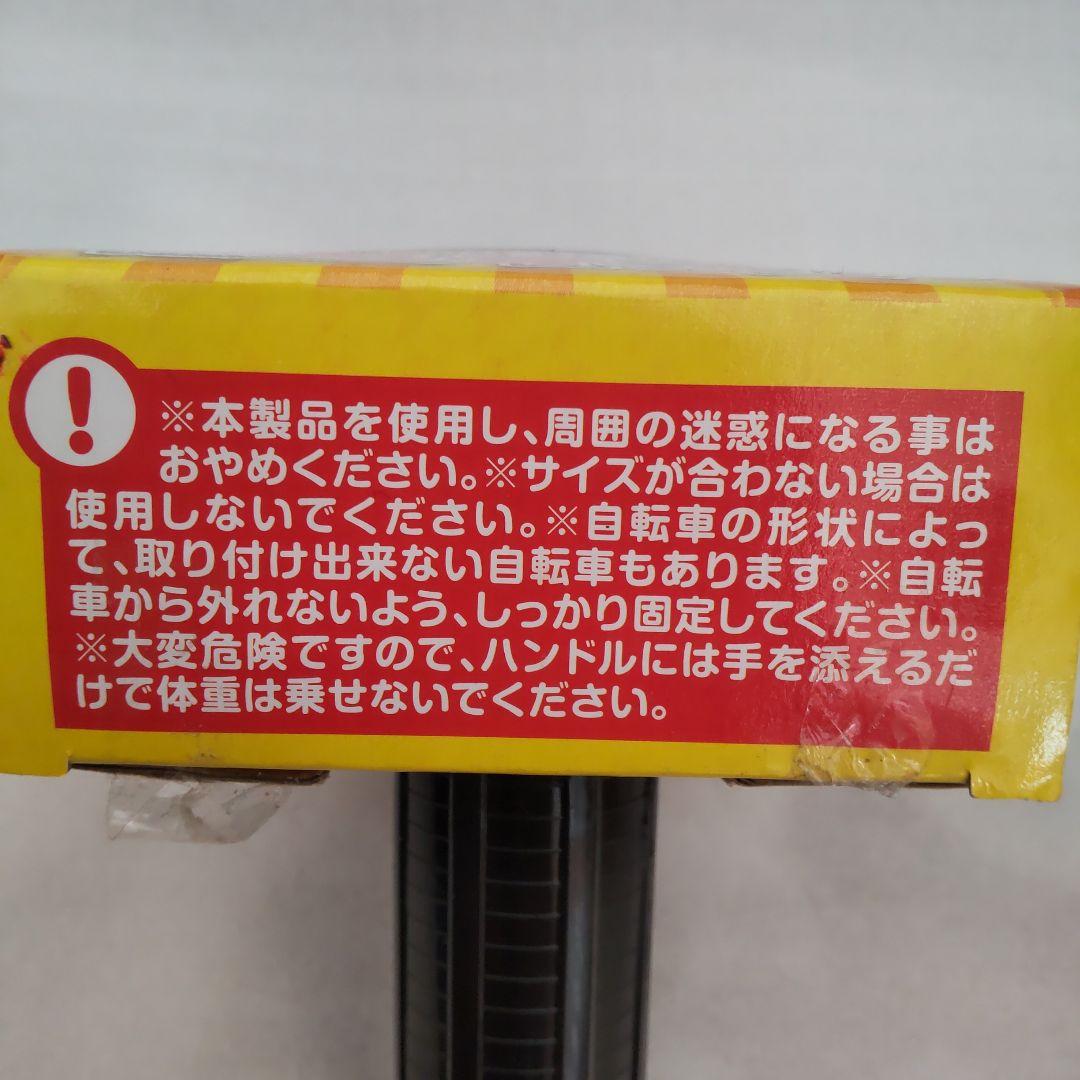 ※本製品を使用し、周囲の迷惑になる事は
おやめください。※サイズが合わない場合は
使用しないでください。※自転車の形状によっ
て、取り付け出来ない自転車もあります。※自転
車から外れないよう、しっかり固定してください。
※大変危険ですので、ハンドルには手を添えるだ
けで体重は乗せないでください。